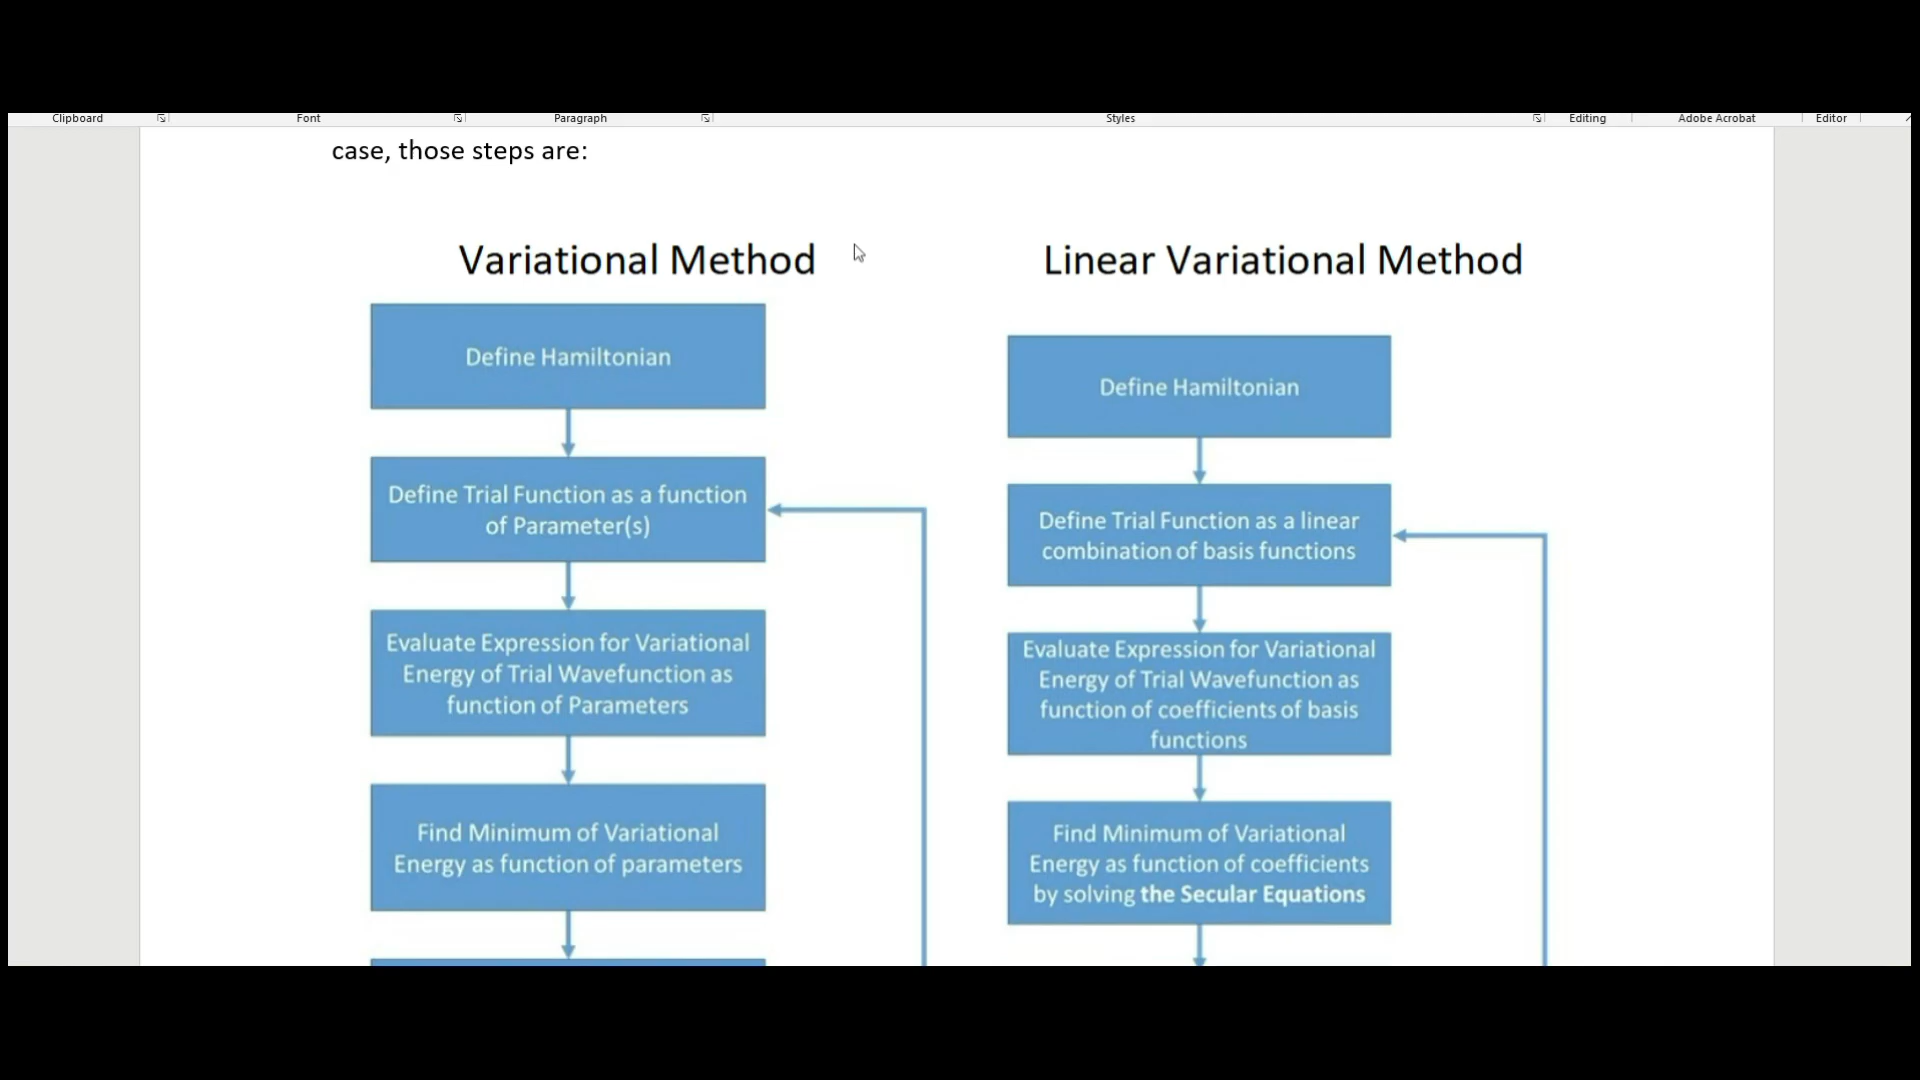 Clipboard
Font
Paragraph
Styles
Editing
Adobe Acrobat
Editor
case, those steps are:
Variational Method
Define Hamiltonian
Define Trial Function as a function
of Parameter(s)
Evaluate Expression for Variational
Energy of Trial Wavefunction as
function of Parameters
Find Minimum of Variational
Energy as function of parameters
Linear Variational Method
Define Hamiltonian
Define Trial Function as a linear
combination of basis functions
Evaluate Expression for Variational
Energy of Trial Wavefunction as
function of coefficients of basis
functions
Find Minimum of Variational
Energy as function of coefficients
by solving the Secular Equations